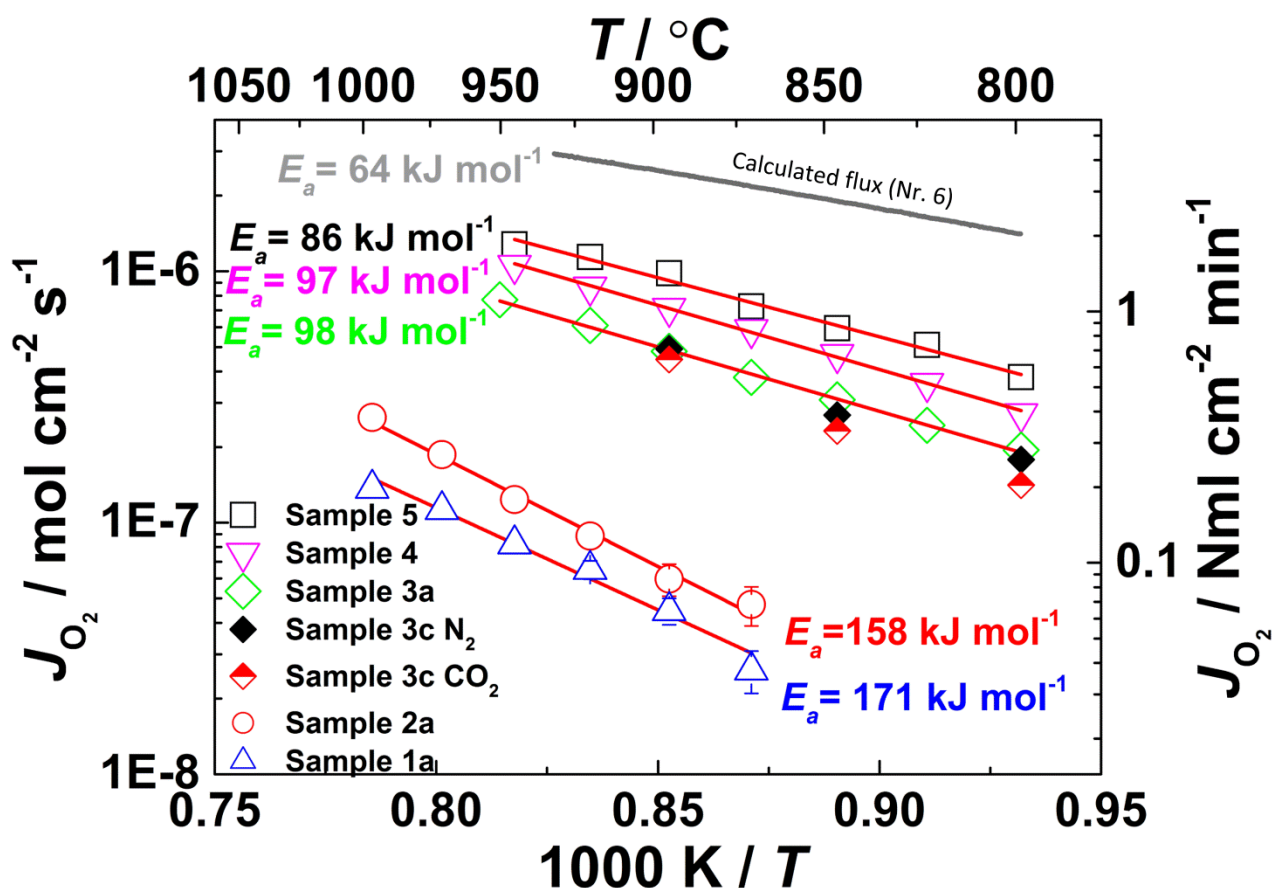 T / °C
1050 1000 950 900 850 800
Eₐ= 64 kJ mol⁻¹
Calculated flux (Nr. 6)
Eₐ= 86 kJ mol⁻¹
Eₐ= 97 kJ mol⁻¹
Eₐ= 98 kJ mol⁻¹
1E-6
1E-7
1E-8
J_O₂ / mol cm⁻² s⁻¹
1
0.1
J_O₂ / Nml cm⁻² min⁻¹
Sample 5
Sample 4
Sample 3a
Sample 3c N₂
Sample 3c CO₂
Sample 2a
Sample 1a
Eₐ=158 kJ mol⁻¹
Eₐ= 171 kJ mol⁻¹
0.75 0.80 0.85 0.90 0.95
1000 K / T